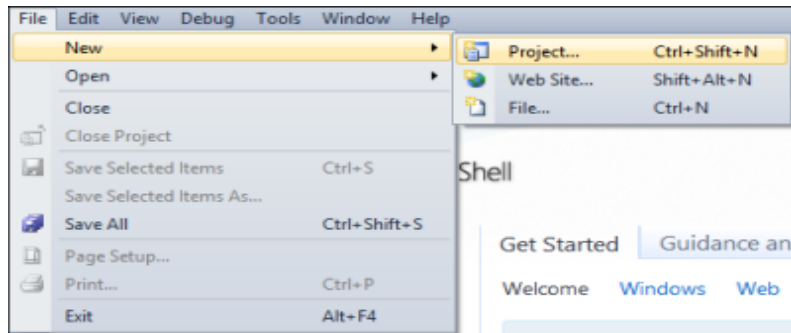 File Edit View Debug Tools Window Help
New
Project... Ctrl+Shift+N
Open
Web Site... Shift+Alt+N
Close
File... Ctrl+N
Close Project
Save Selected Items Ctrl+S
Shell
Save Selected Items As...
Save All Ctrl+Shift+S
Get Started Guidance an
Page Setup...
Print... Ctrl+P
Welcome Windows Web
Exit Alt+F4